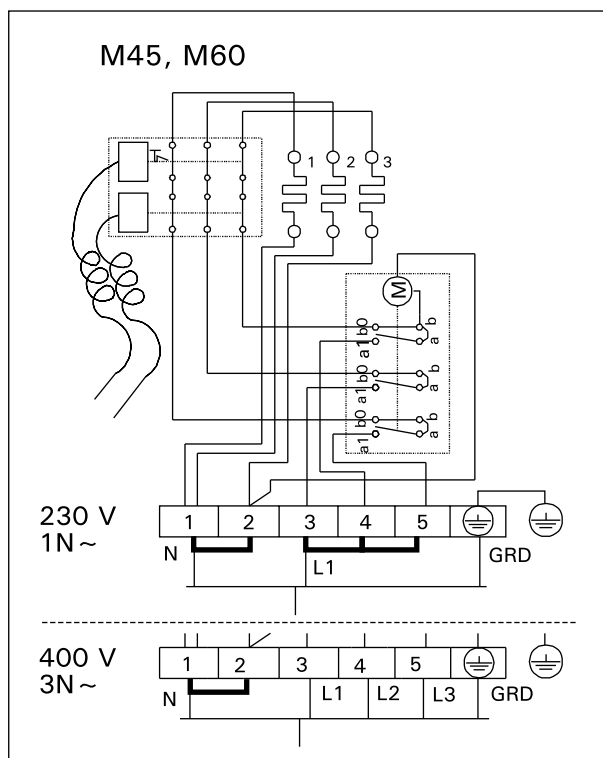 M45, M60
1 2 3
M
b0 b
a1 a
b0 b
a1 a
b0 b
a1 a
230 V
1N~
1 2 3 4 5
N L1 GRD
400 V
3N~
1 2 3 4 5
N L1 L2 L3 GRD